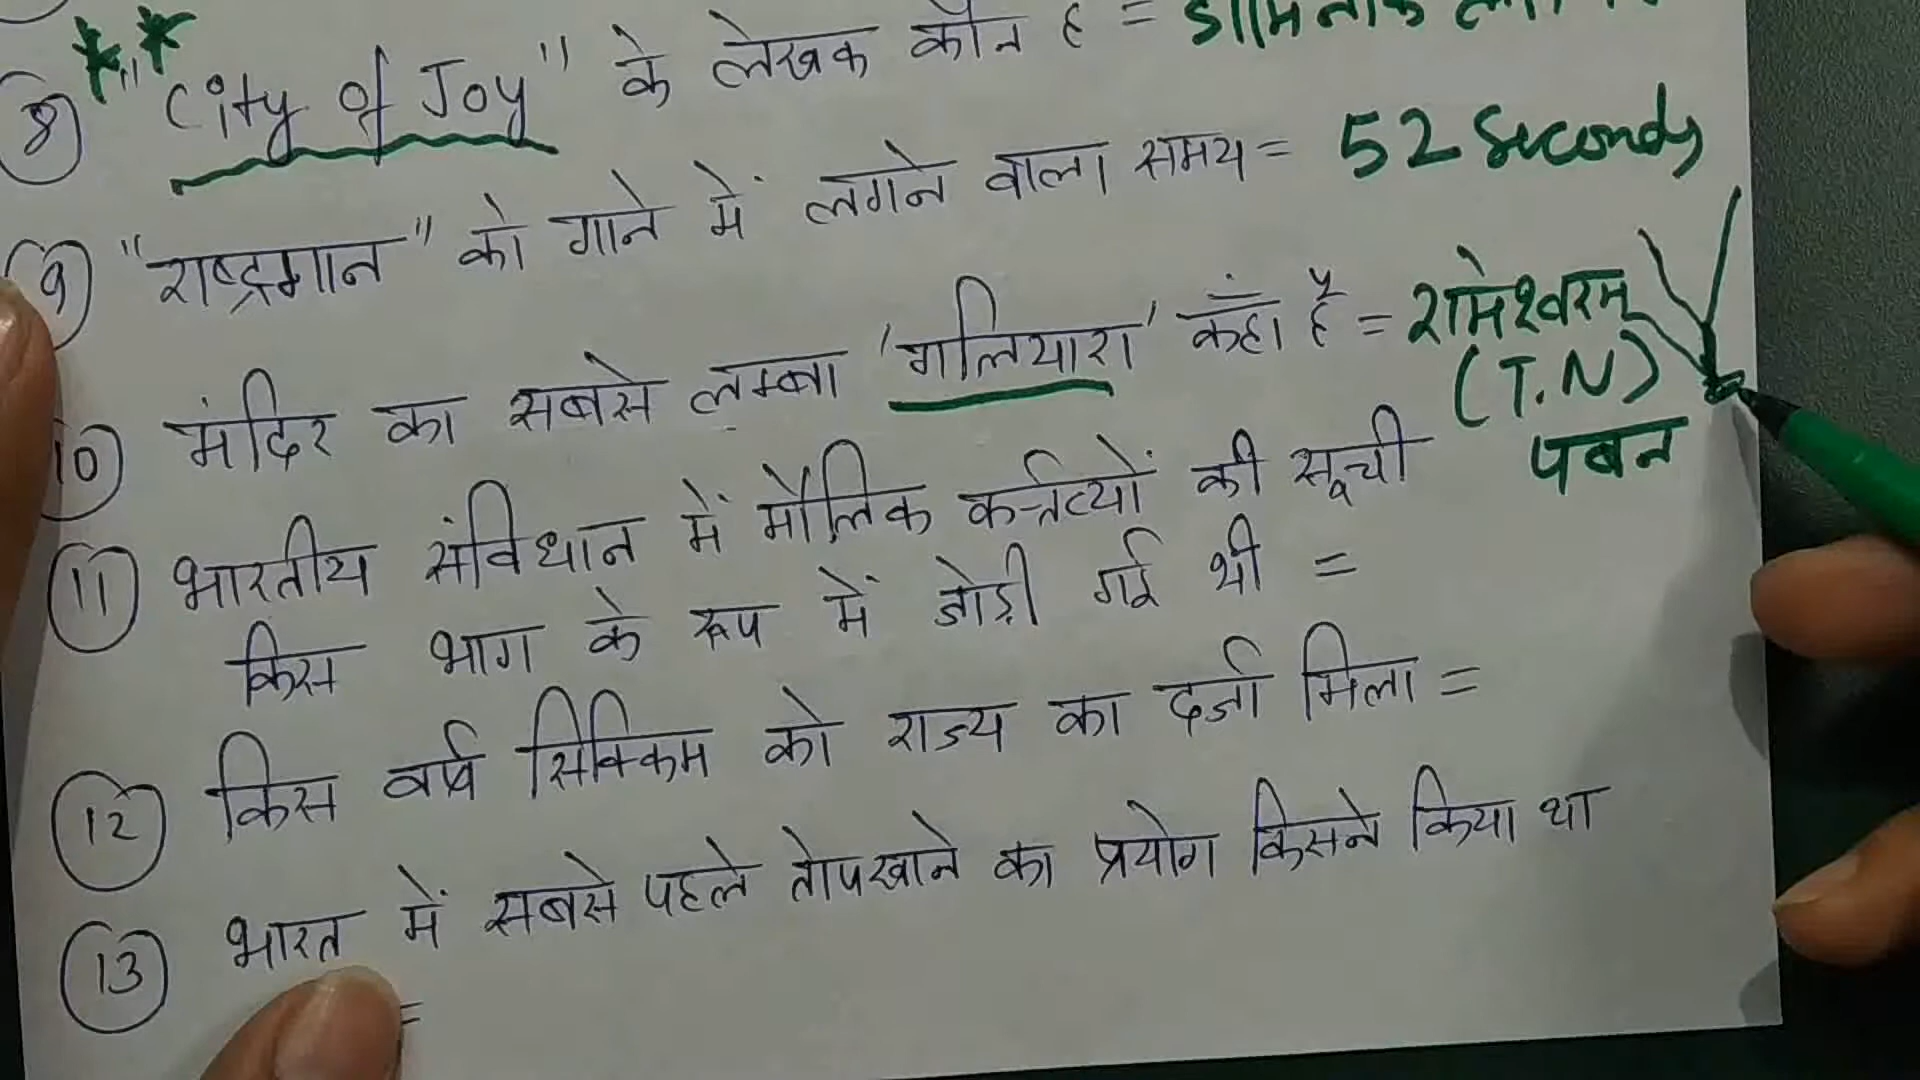 ** 8) "City of Joy" के लेखक कौन है = डोमिनीक
9) "राष्ट्रगान" को गाने में लगने वाला समय = 52 Seconds
10) मंदिर का सबसे लम्बा 'गलियारा' कहां है = रामेश्वरम्
(T.N)
पबन
11) भारतीय संविधान में मौलिक कर्त्तव्यों की सूची
किस भाग के रूप में जोड़ी गई थी =
12) किस वर्ष सिक्किम को राज्य का दर्जा मिला =
13) भारत में सबसे पहले तोपखाने का प्रयोग किसने किया था
=